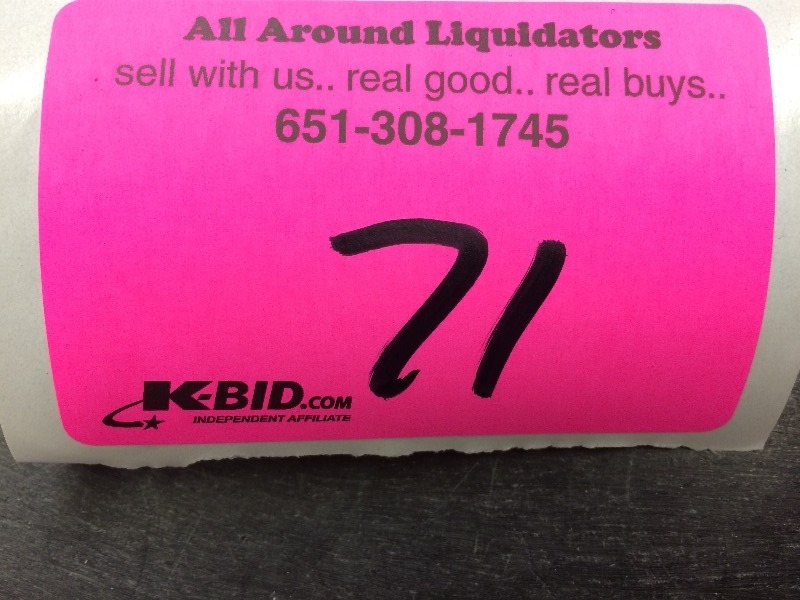 All Around Liquidators
sell with us.. real good.. real buys..
651-308-1745
71
K-BID.COM
INDEPENDENT AFFILIATE